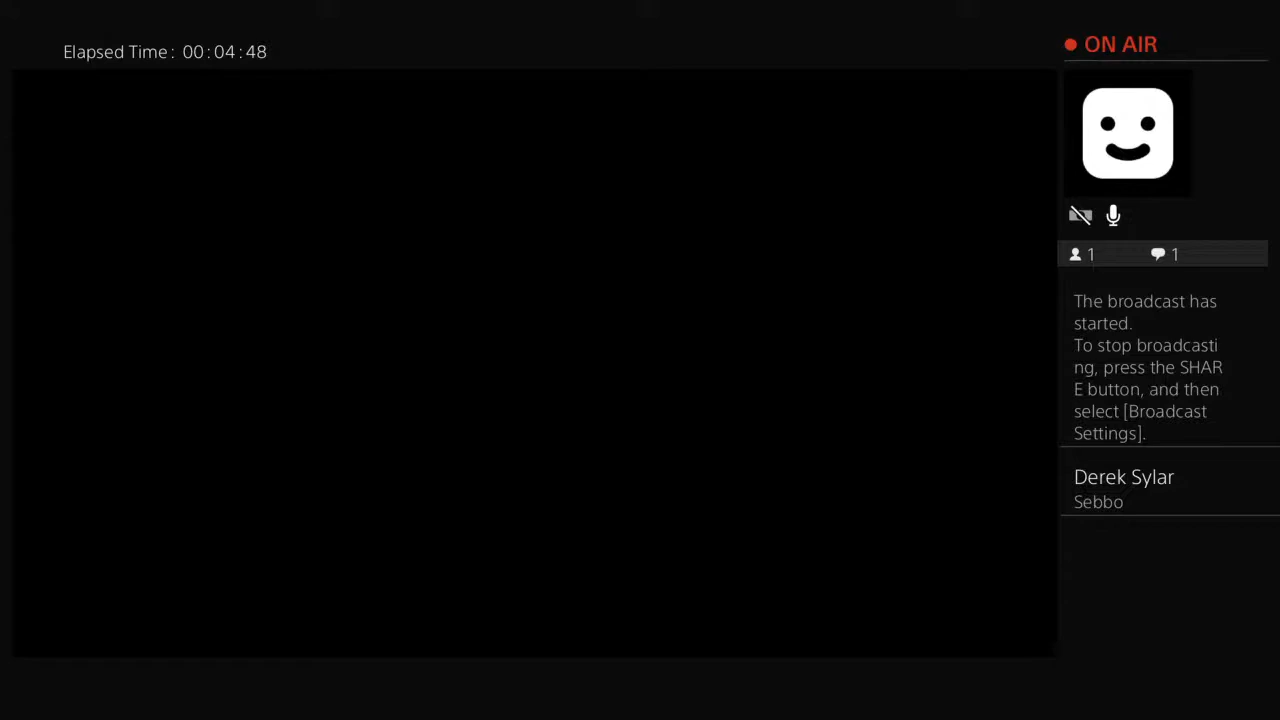 Elapsed Time: 00:04:48
ON AIR
1 1
The broadcast has
started.
To stop broadcasti
ng, press the SHAR
E button, and then
select [Broadcast
Settings].
Derek Sylar
Sebbo